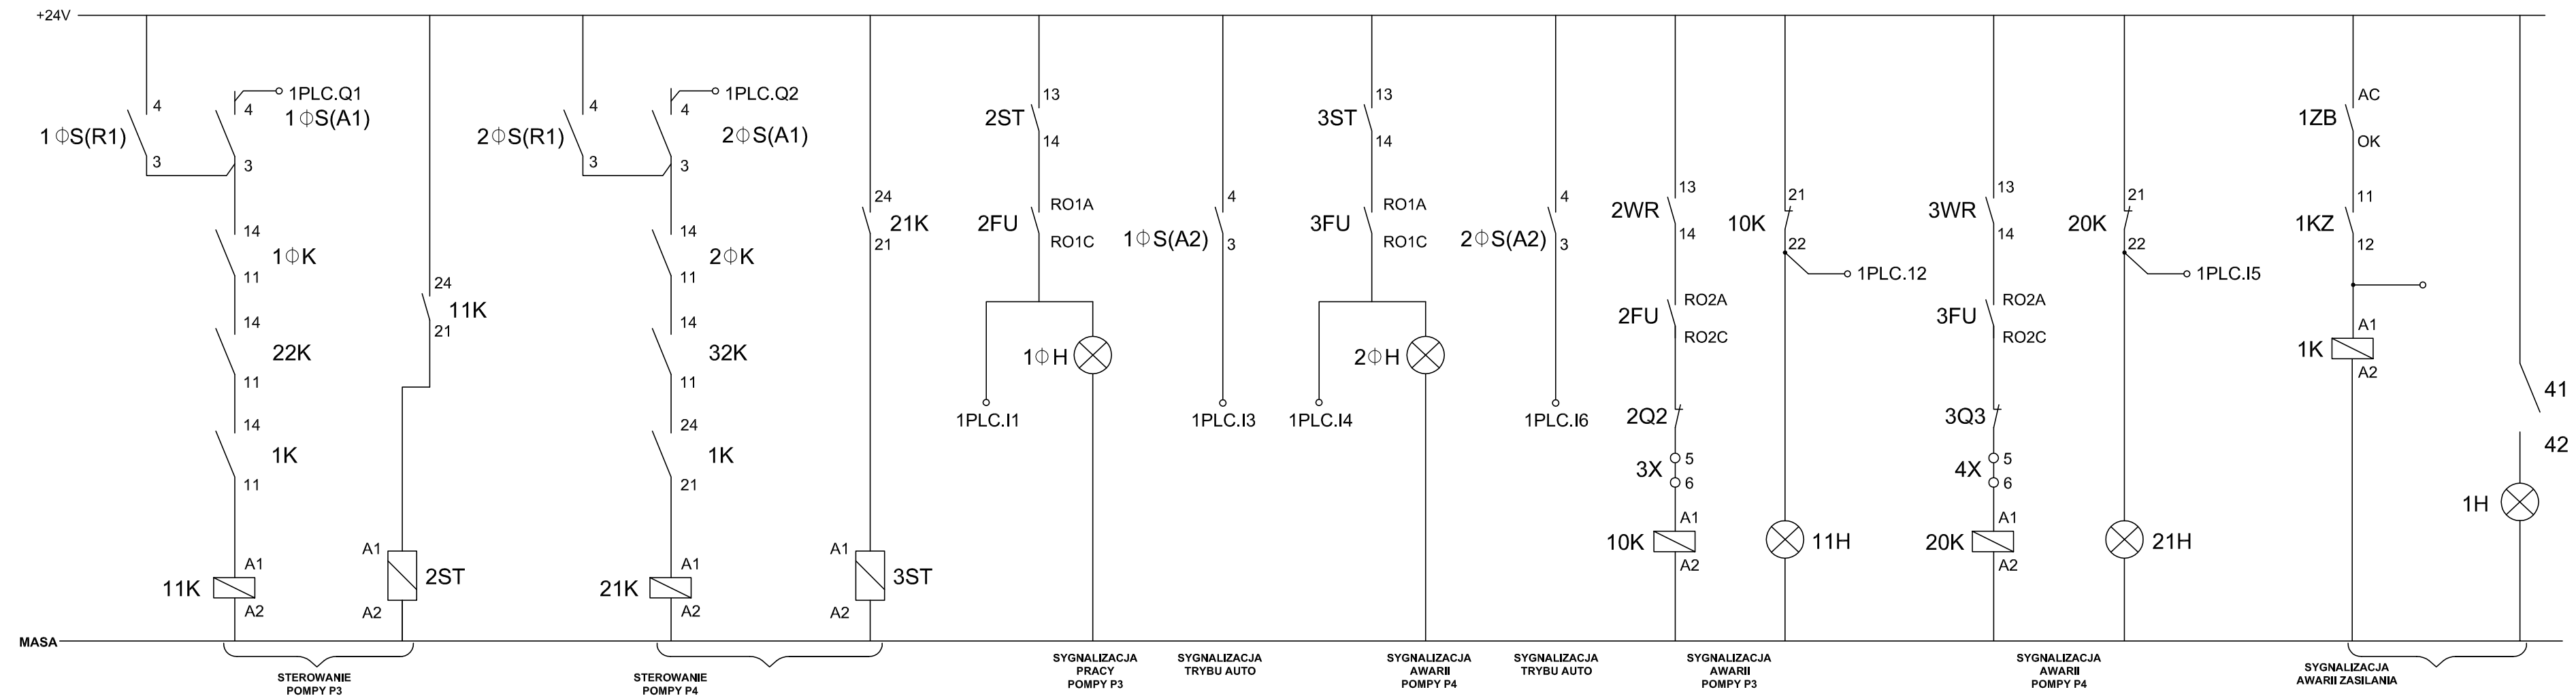 +24V
4
1ΦS(R1)
3
1PLC.Q1
4
1ΦS(A1)
3
14
1ΦK
11
14
22K
11
14
1K
11
A1
11K
A2
24
11K
21
A1
2ST
A2
4
2ΦS(R1)
3
1PLC.Q2
4
2ΦS(A1)
3
14
2ΦK
11
14
32K
11
24
1K
21
A1
21K
A2
24
21K
21
A1
3ST
A2
13
2ST
14
RO1A
2FU
RO1C
1ΦH
1PLC.I1
4
1ΦS(A2)
3
1PLC.I3
13
3ST
14
RO1A
3FU
RO1C
2ΦH
1PLC.I4
4
2ΦS(A2)
3
1PLC.I6
13
2WR
14
RO2A
2FU
RO2C
2Q2
5
3X
6
A1
10K
A2
21
10K
22
1PLC.12
11H
13
3WR
14
RO2A
3FU
RO2C
3Q3
5
4X
6
A1
20K
A2
21
20K
22
1PLC.I5
21H
AC
1ZB
OK
11
1KZ
12
A1
1K
A2
41
42
1H
MASA
STEROWANIE
POMPY P3
STEROWANIE
POMPY P4
SYGNALIZACJA
PRACY
POMPY P3
SYGNALIZACJA
TRYBU AUTO
SYGNALIZACJA
AWARII
POMPY P4
SYGNALIZACJA
TRYBU AUTO
SYGNALIZACJA
AWARII
POMPY P3
SYGNALIZACJA
AWARII
POMPY P4
SYGNALIZACJA
AWARII ZASILANIA